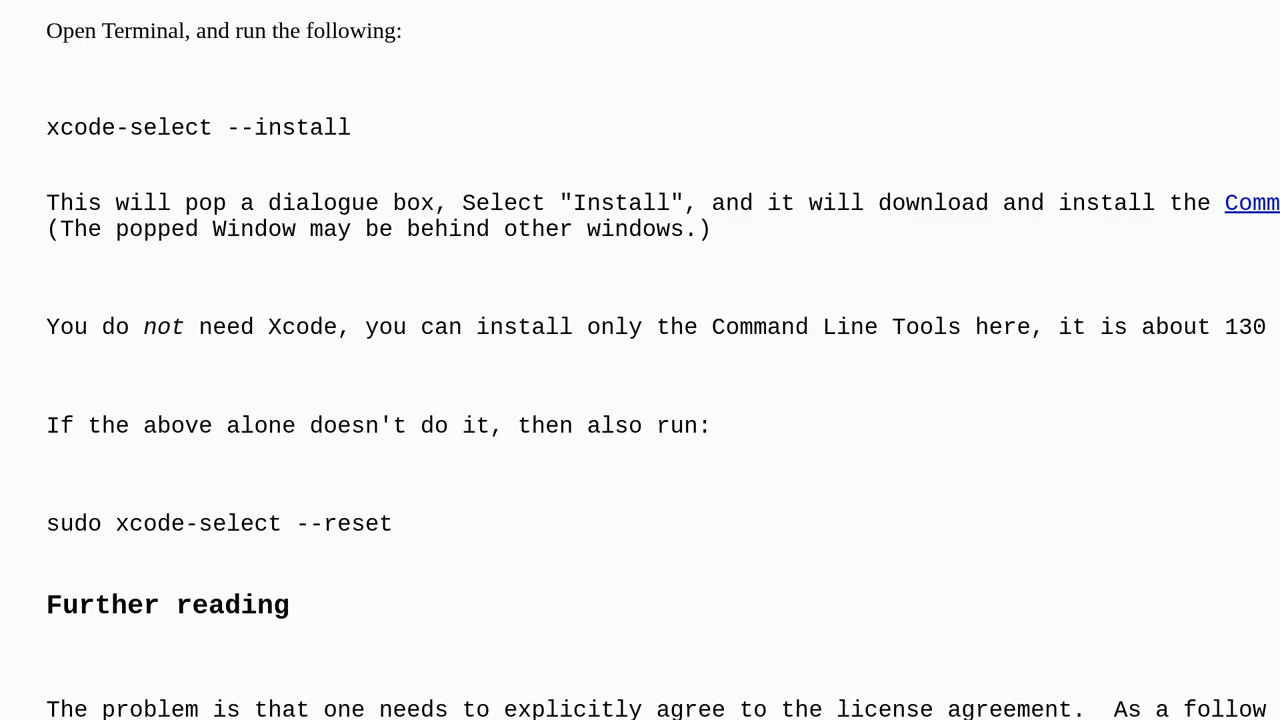 Open Terminal, and run the following:
xcode-select --install
This will pop a dialogue box, Select "Install", and it will download and install the Comm
(The popped Window may be behind other windows.)
You do not need Xcode, you can install only the Command Line Tools here, it is about 130
If the above alone doesn't do it, then also run:
sudo xcode-select --reset
Further reading
The problem is that one needs to explicitly agree to the license agreement.  As a follow